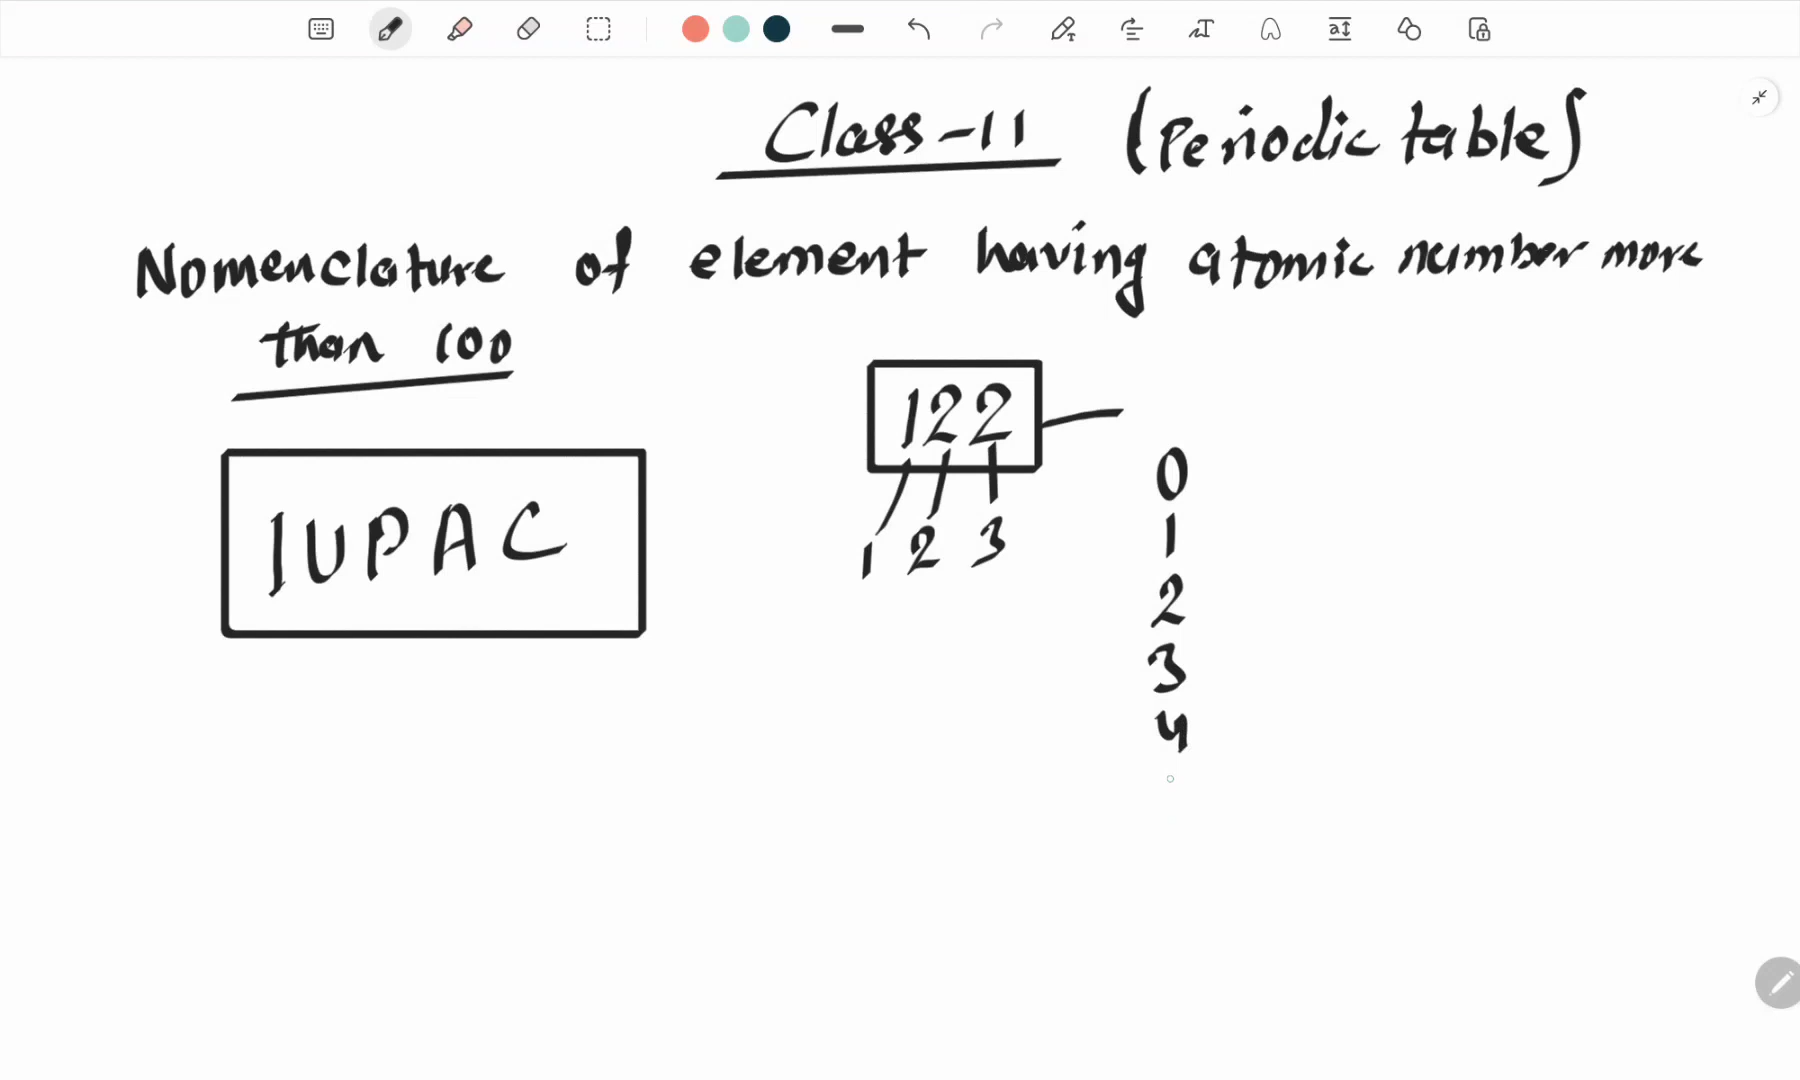 Class-11 (Periodic table)
Nomenclature of element having atomic number more
than 100
122
IUPAC
1 2 3
0
1
2
3
4